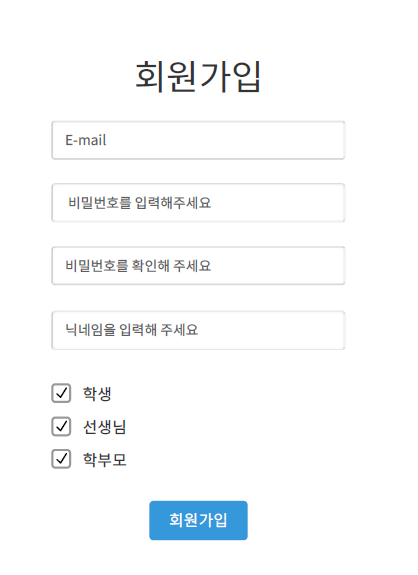 회원가입
E-mail
비밀번호를 입력해주세요
비밀번호를 확인해 주세요
닉네임을 입력해 주세요
학생
선생님
학부모
회원가입